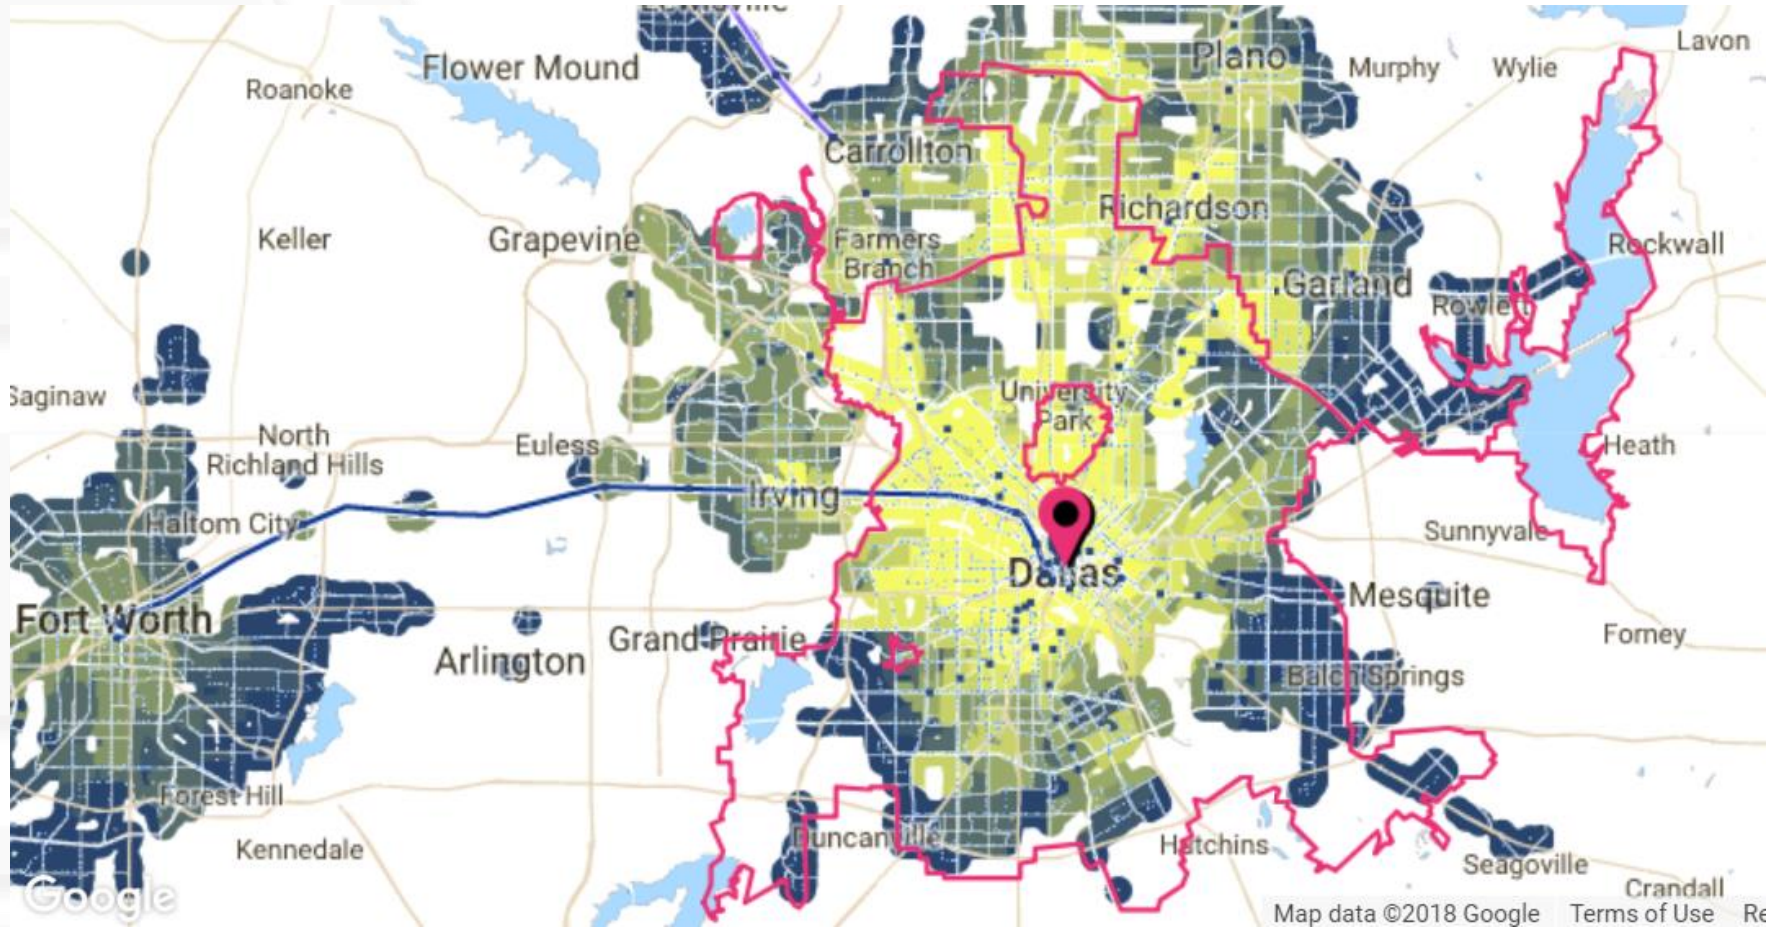 Lewisville
Flower Mound
Roanoke
Plano
Murphy
Wylie
Lavon
Carrollton
Keller
Grapevine
Farmers
Branch
Richardson
Garland
Rockwall
Rowlett
Saginaw
North
Richland Hills
Euless
University
Park
Heath
Irving
Haltom City
Sunnyvale
Dallas
Mesquite
Fort Worth
Arlington
Grand Prairie
Forney
Balch Springs
Forest Hill
Kennedale
Duncanville
Hutchins
Seagoville
Crandall
Google
Map data ©2018 Google
Terms of Use
Re